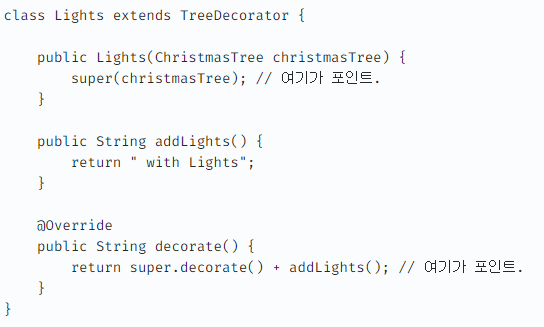 class Lights extends TreeDecorator {
public Lights(ChristmasTree christmasTree) {
super(christmasTree); // 여기가 포인트.
}
public String addLights() {
return " with Lights";
}
@Override
public String decorate() {
return super.decorate() + addLights(); // 여기가 포인트.
}
}